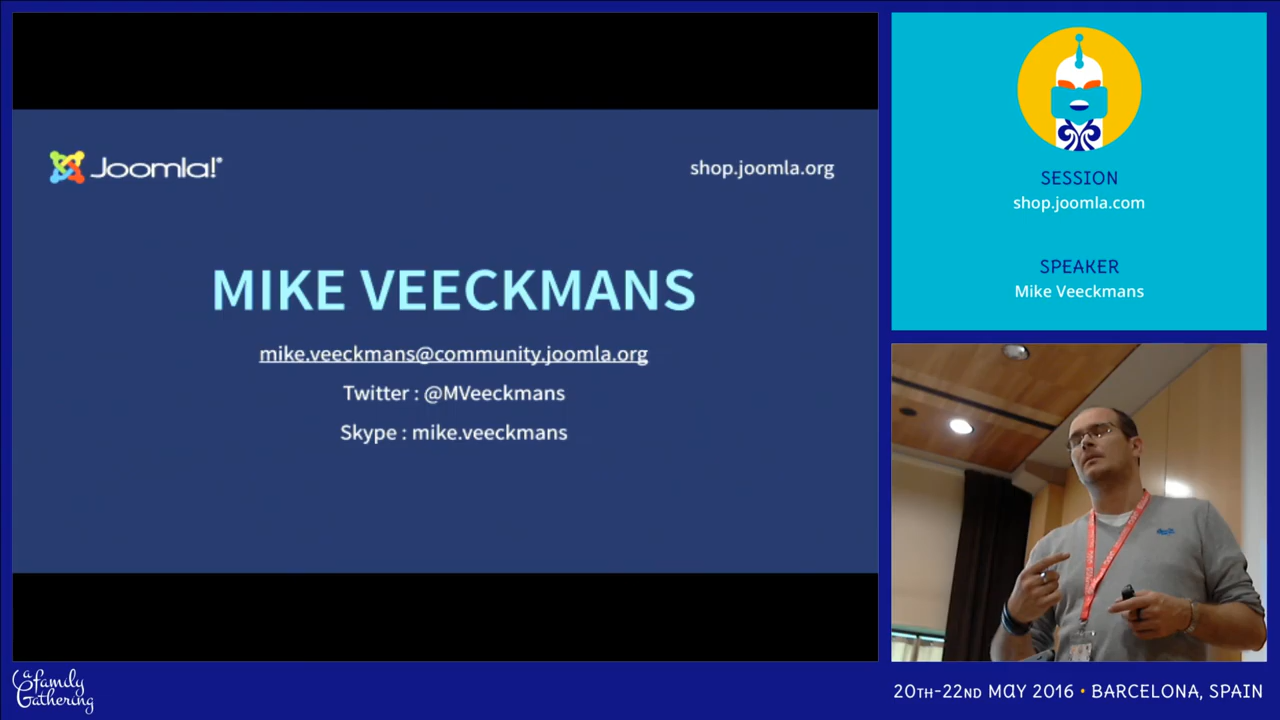 Joomla!®
shop.joomla.org
MIKE VEECKMANS
mike.veeckmans@community.joomla.org
Twitter : @MVeeckmans
Skype : mike.veeckmans
SESSION
shop.joomla.com
SPEAKER
Mike Veeckmans
a family
Gathering
20TH-22ND MAY 2016 • BARCELONA, SPAIN